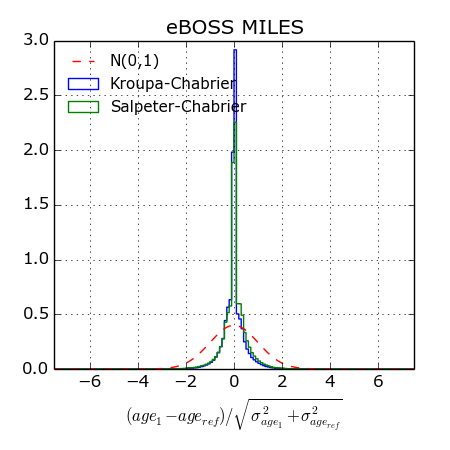 eBOSS MILES
3.0
2.5
2.0
1.5
1.0
0.5
0.0
N(0,1)
Kroupa-Chabrier
Salpeter-Chabrier
−6 −4 −2 0 2 4 6
(age₁−age_ref)/√σ²_age₁+σ²_age_ref